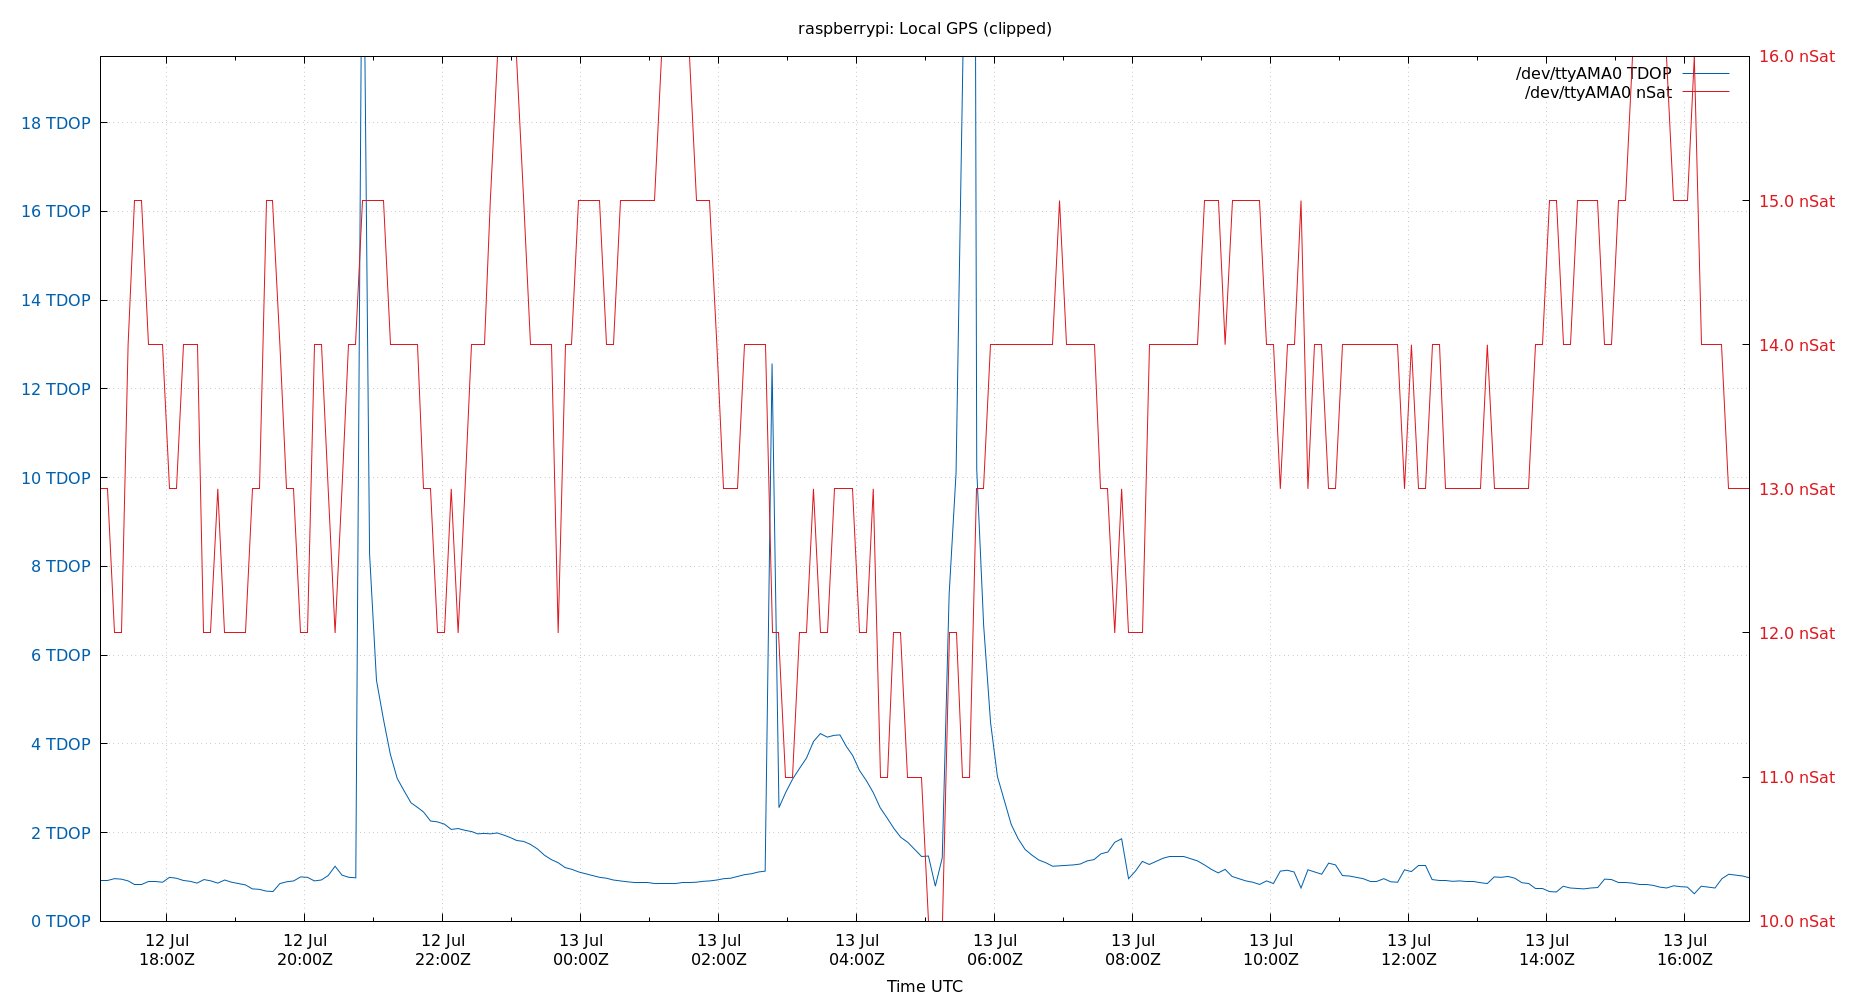 raspberrypi: Local GPS (clipped)
/dev/ttyAMA0 TDOP
/dev/ttyAMA0 nSat
18 TDOP
16 TDOP
14 TDOP
12 TDOP
10 TDOP
8 TDOP
6 TDOP
4 TDOP
2 TDOP
0 TDOP
16.0 nSat
15.0 nSat
14.0 nSat
13.0 nSat
12.0 nSat
11.0 nSat
10.0 nSat
12 Jul
18:00Z
12 Jul
20:00Z
12 Jul
22:00Z
13 Jul
00:00Z
13 Jul
02:00Z
13 Jul
04:00Z
13 Jul
06:00Z
13 Jul
08:00Z
13 Jul
10:00Z
13 Jul
12:00Z
13 Jul
14:00Z
13 Jul
16:00Z
Time UTC